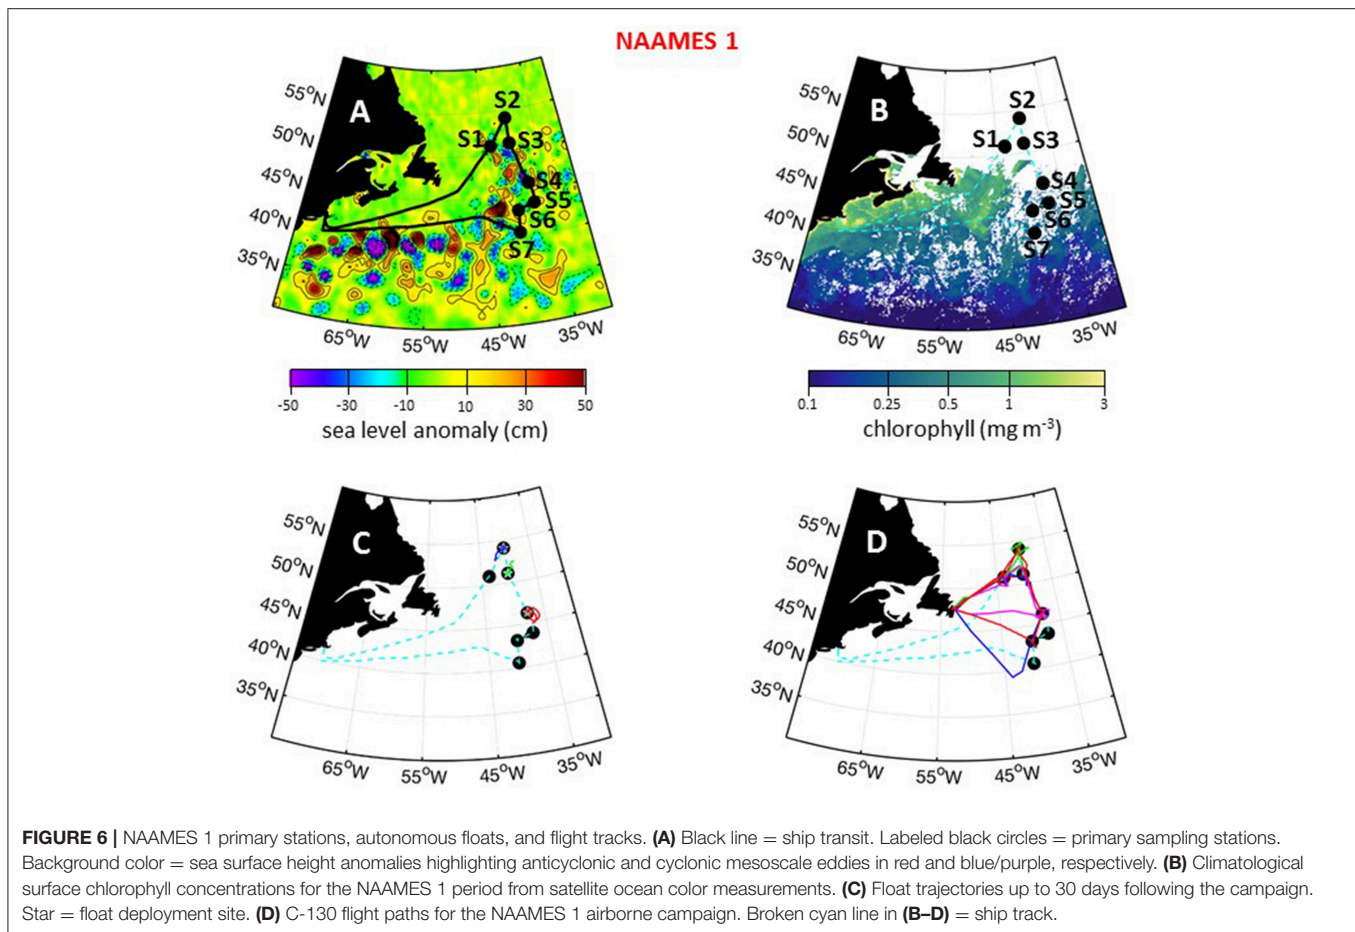 NAAMES 1
A
55°N
50°N
45°N
40°N
35°N
S2
S1
S3
S4
S5
S6
S7
65°W
55°W
45°W
35°W
-50
-30
-10
10
30
50
sea level anomaly (cm)
B
55°N
50°N
45°N
40°N
35°N
S2
S1
S3
S4
S5
S6
S7
65°W
55°W
45°W
35°W
0.1
0.25
0.5
1
3
chlorophyll (mg m⁻³)
C
55°N
50°N
45°N
40°N
35°N
65°W
55°W
45°W
35°W
D
55°N
50°N
45°N
40°N
35°N
65°W
55°W
45°W
35°W
FIGURE 6 | NAAMES 1 primary stations, autonomous floats, and flight tracks. (A) Black line = ship transit. Labeled black circles = primary sampling stations.
Background color = sea surface height anomalies highlighting anticyclonic and cyclonic mesoscale eddies in red and blue/purple, respectively. (B) Climatological
surface chlorophyll concentrations for the NAAMES 1 period from satellite ocean color measurements. (C) Float trajectories up to 30 days following the campaign.
Star = float deployment site. (D) C-130 flight paths for the NAAMES 1 airborne campaign. Broken cyan line in (B–D) = ship track.